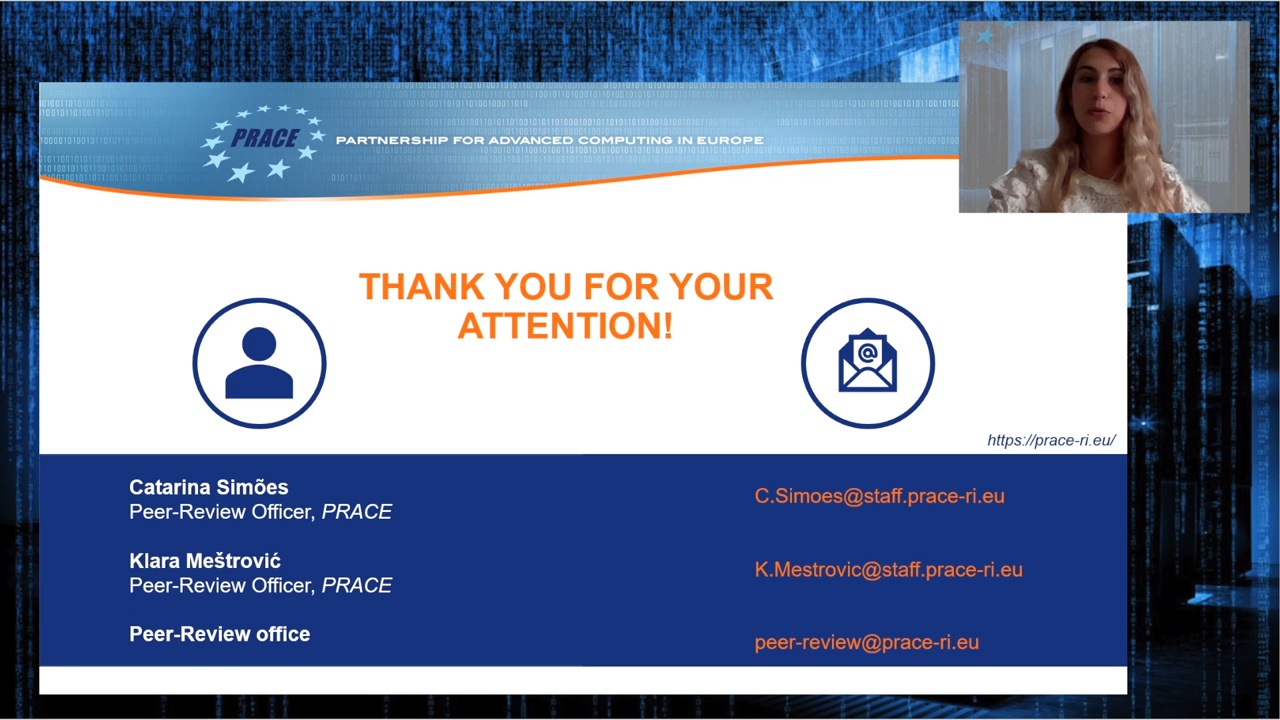 PRACE
PARTNERSHIP FOR ADVANCED COMPUTING IN EUROPE
THANK YOU FOR YOUR
ATTENTION!
@
https://prace-ri.eu/
Catarina Simões
Peer-Review Officer, PRACE
C.Simoes@staff.prace-ri.eu
Klara Meštrović
Peer-Review Officer, PRACE
K.Mestrovic@staff.prace-ri.eu
Peer-Review office
peer-review@prace-ri.eu